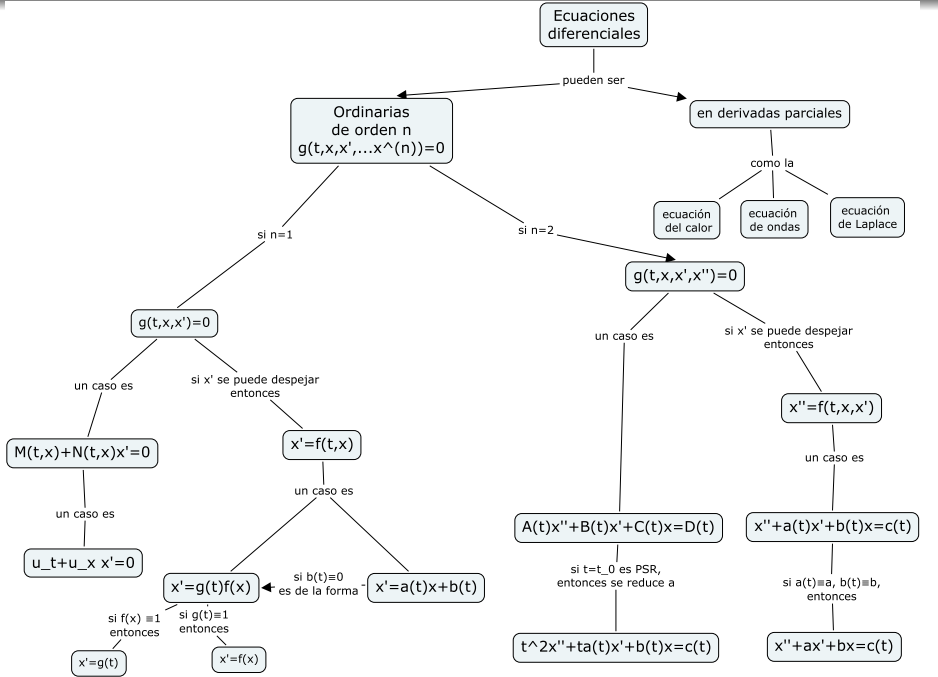 Ecuaciones
diferenciales
pueden ser
Ordinarias
de orden n
g(t,x,x',...x^(n))=0
en derivadas parciales
como la
ecuación
del calor
ecuación
de ondas
ecuación
de Laplace
si n=1
si n=2
g(t,x,x',x'')=0
g(t,x,x')=0
un caso es
si x' se puede despejar
entonces
un caso es
si x' se puede despejar
entonces
x''=f(t,x,x')
M(t,x)+N(t,x)x'=0
x'=f(t,x)
un caso es
un caso es
un caso es
A(t)x''+B(t)x'+C(t)x=D(t)
x''+a(t)x'+b(t)x=c(t)
u_t+u_x x'=0
x'=g(t)f(x)
si b(t)≡0
es de la forma
x'=a(t)x+b(t)
si t=t_0 es PSR,
entonces se reduce a
si a(t)≡a, b(t)≡b,
entonces
si f(x) ≡1
entonces
si g(t)≡1
entonces
x'=g(t)
x'=f(x)
t^2x''+ta(t)x'+b(t)x=c(t)
x''+ax'+bx=c(t)